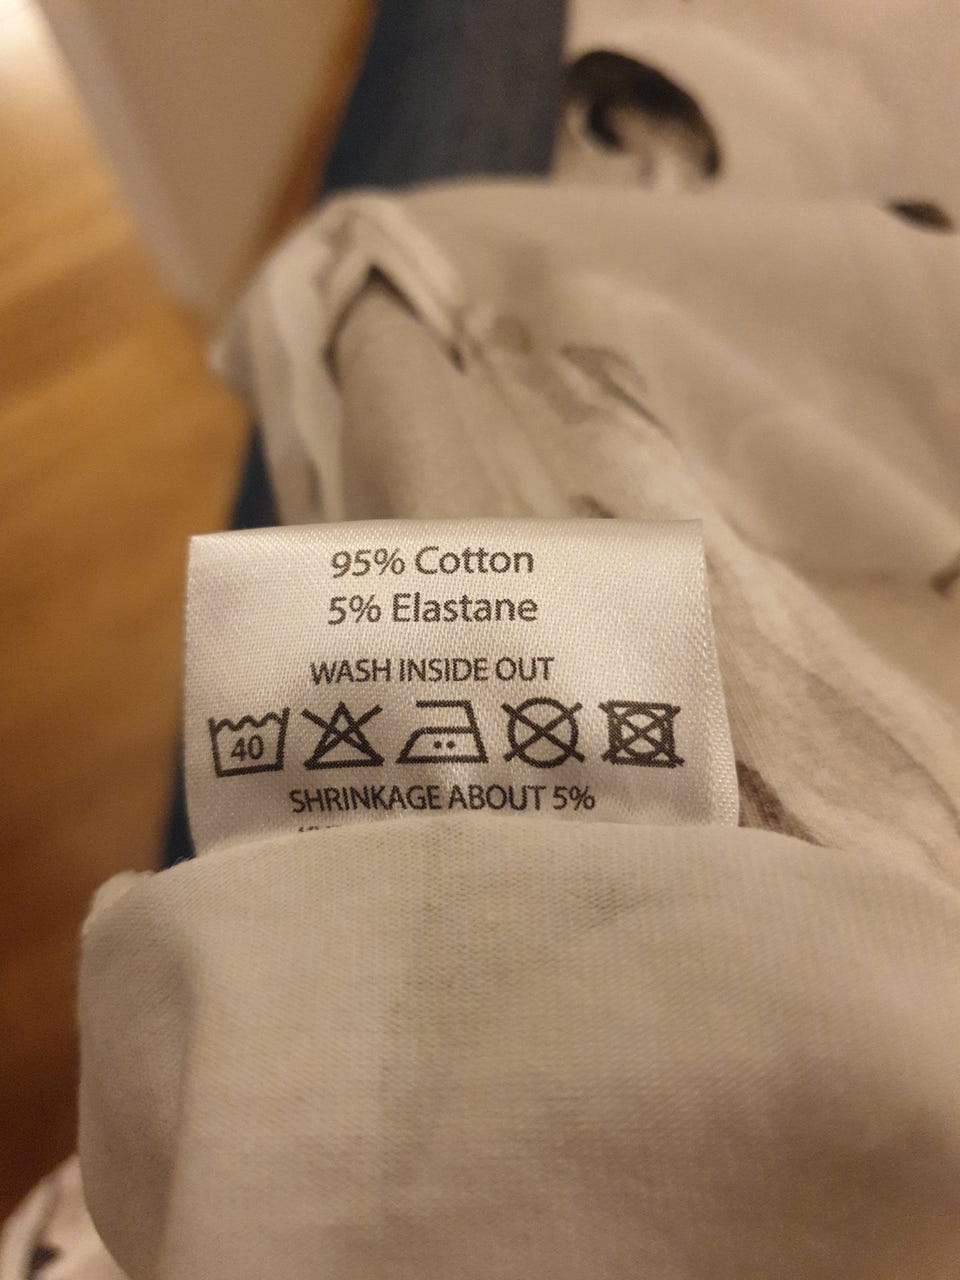 95% Cotton
5% Elastane
WASH INSIDE OUT
40
SHRINKAGE ABOUT 5%